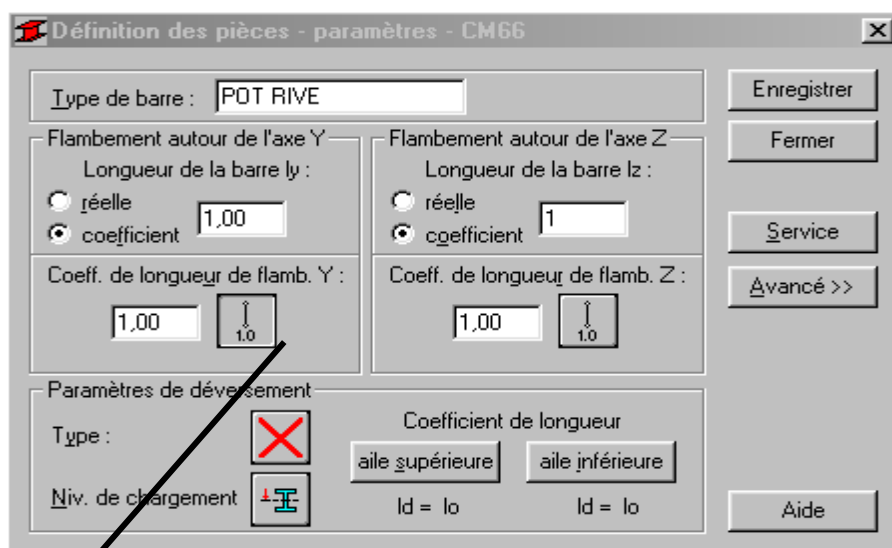 Définition des pièces - paramètres - CM66
Type de barre : POT RIVE
Enregistrer
Fermer
Flambement autour de l'axe Y
Flambement autour de l'axe Z
Longueur de la barre ly :
Longueur de la barre lz :
réelle
réelle
1,00
1
coefficient
coefficient
Service
Coeff. de longueur de flamb. Y :
Coeff. de longueur de flamb. Z :
Avancé >>
1,00
1.0
1,00
1.0
Paramètres de déversement
Type :
Coefficient de longueur
aile supérieure
aile inférieure
Niv. de chargement
ld = lo
ld = lo
Aide